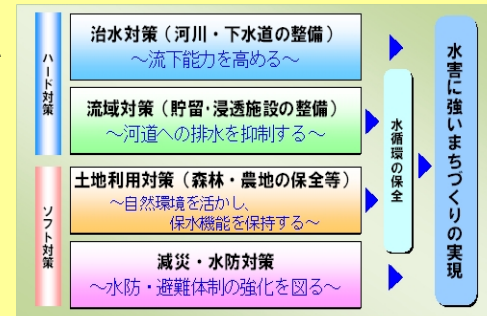 ハード対策
治水対策（河川・下水道の整備）
～流下能力を高める～
流域対策（貯留・浸透施設の整備）
～河道への排水を抑制する～
ソフト対策
土地利用対策（森林・農地の保全等）
～自然環境を活かし、
保水機能を保持する～
減災・水防対策
～水防・避難体制の強化を図る～
水循環の保全
水害に強いまちづくりの実現